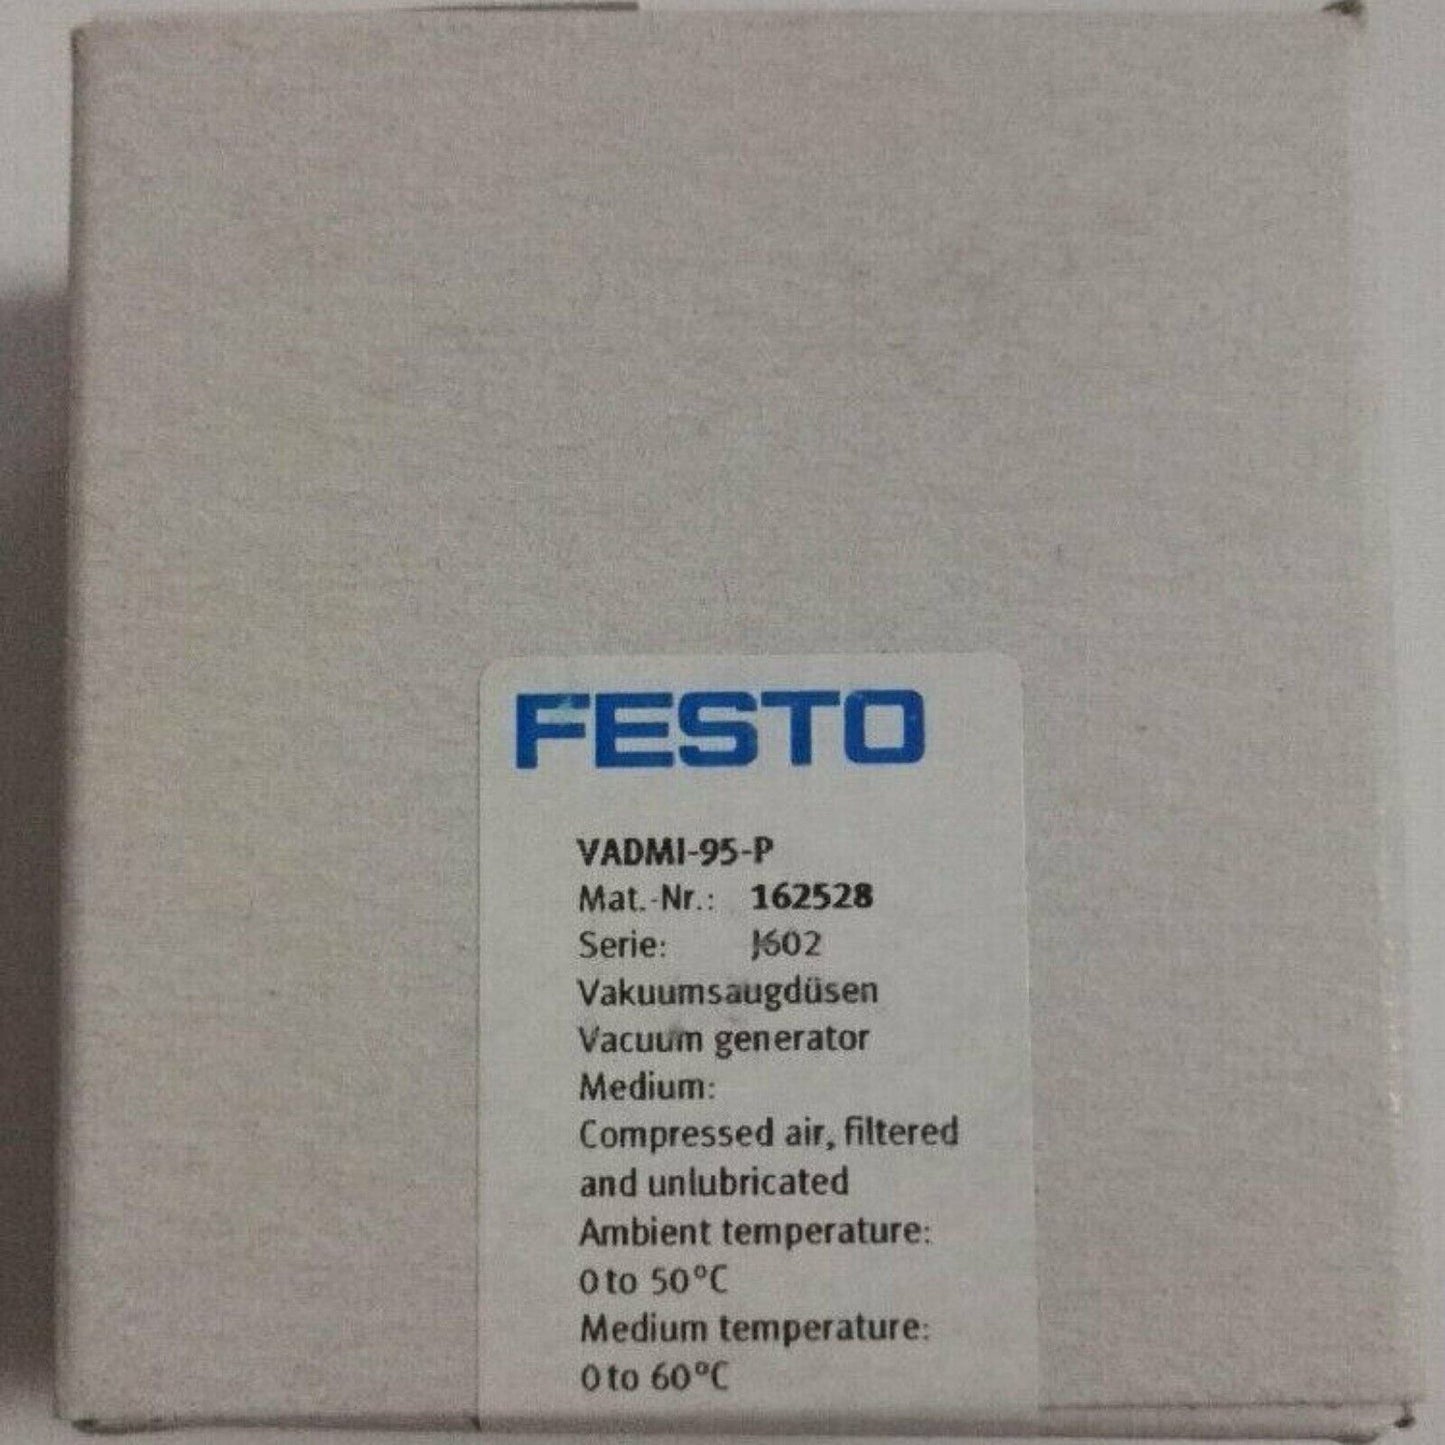 FESTO
VADMI-95-P
Mat.-Nr.: 162528
Serie: J602
Vakuumsaugdüsen
Vacuum generator
Medium:
Compressed air, filtered
and unlubricated
Ambient temperature:
0 to 50°C
Medium temperature:
0 to 60°C